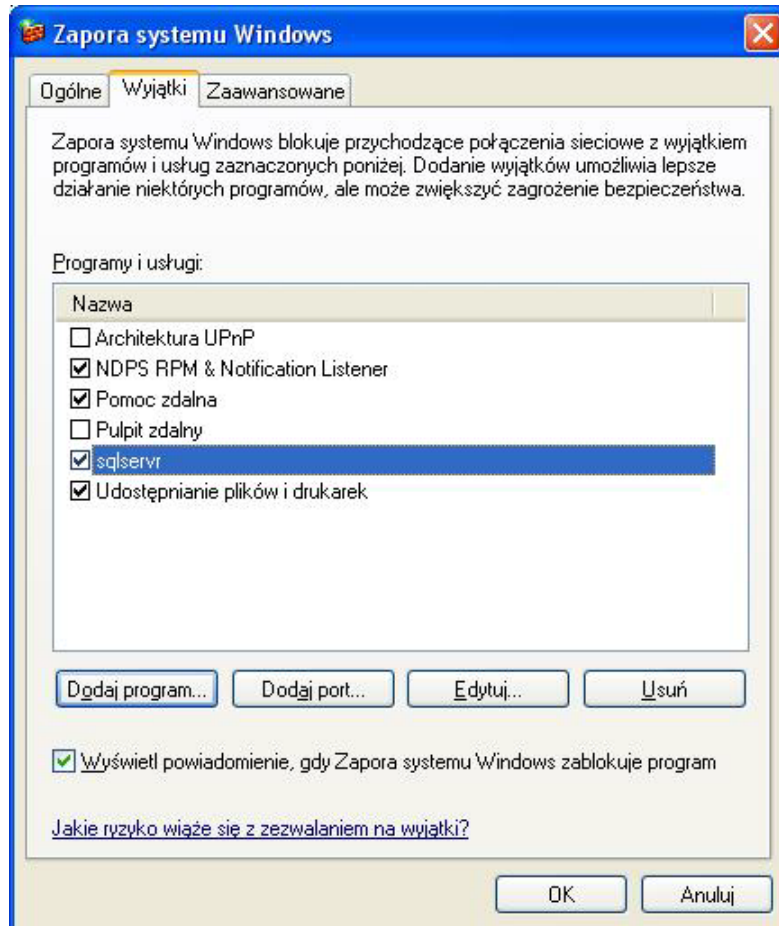 Zapora systemu Windows
Ogólne Wyjątki Zaawansowane
Zapora systemu Windows blokuje przychodzące połączenia sieciowe z wyjątkiem
programów i usług zaznaczonych poniżej. Dodanie wyjątków umożliwia lepsze
działanie niektórych programów, ale może zwiększyć zagrożenie bezpieczeństwa.
Programy i usługi:
Nazwa
Architektura UPnP
NDPS RPM & Notification Listener
Pomoc zdalna
Pulpit zdalny
sqlservr
Udostępnianie plików i drukarek
Dodaj program... Dodaj port... Edytuj... Usuń
Wyświetl powiadomienie, gdy Zapora systemu Windows zablokuje program
Jakie ryzyko wiąże się z zezwalaniem na wyjątki?
OK Anuluj